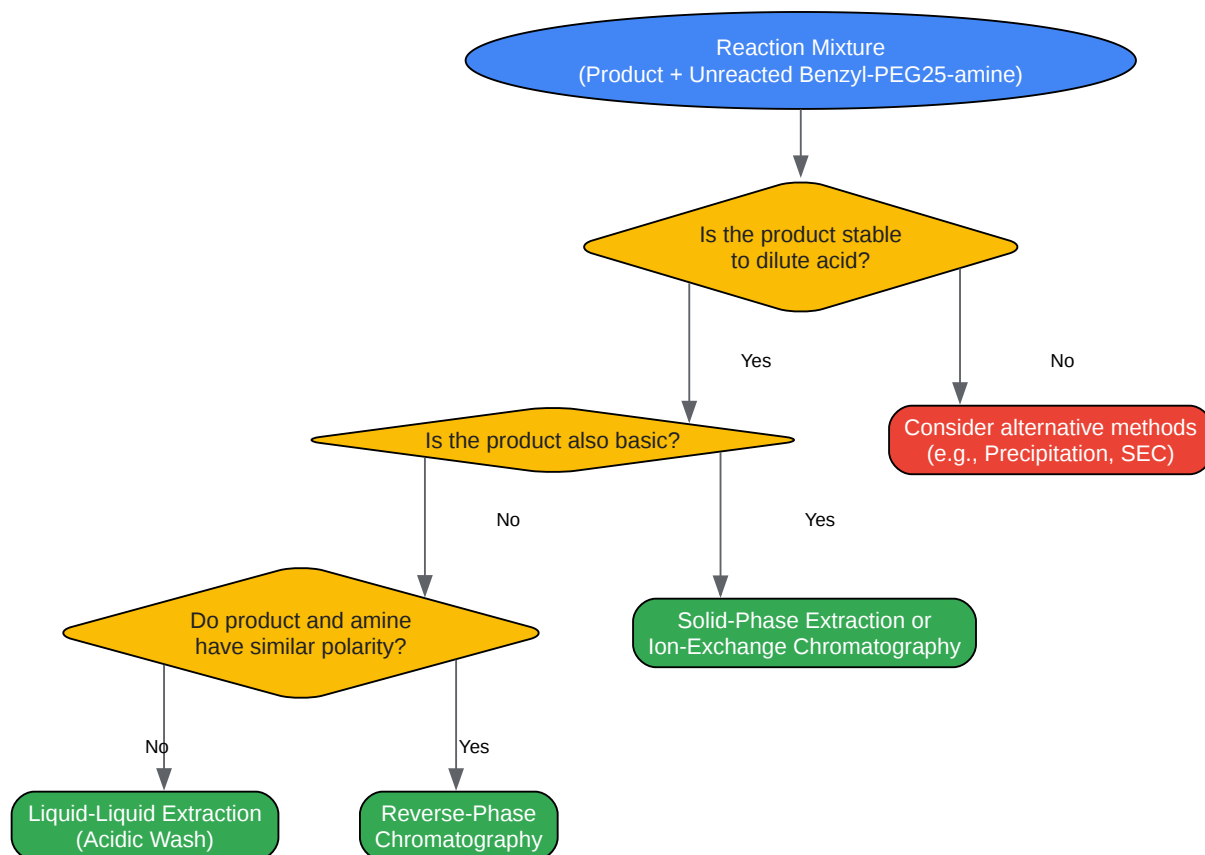 Reaction Mixture
(Product + Unreacted Benzyl-PEG25-amine)
Is the product stable
to dilute acid?
Yes
No
Is the product also basic?
Consider alternative methods
(e.g., Precipitation, SEC)
No
Yes
Do product and amine
have similar polarity?
Solid-Phase Extraction or
Ion-Exchange Chromatography
No
Yes
Liquid-Liquid Extraction
(Acidic Wash)
Reverse-Phase
Chromatography